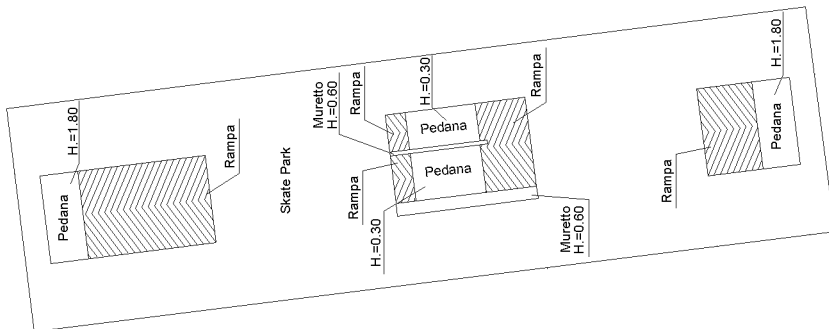 H.=1.80
Pedana
Rampa
Skate Park
Muretto
H.=0.60
Rampa
H.=0.30
Rampa
Pedana
Pedana
Rampa
H.=0.30
Muretto
H.=0.60
Rampa
H.=1.80
Pedana